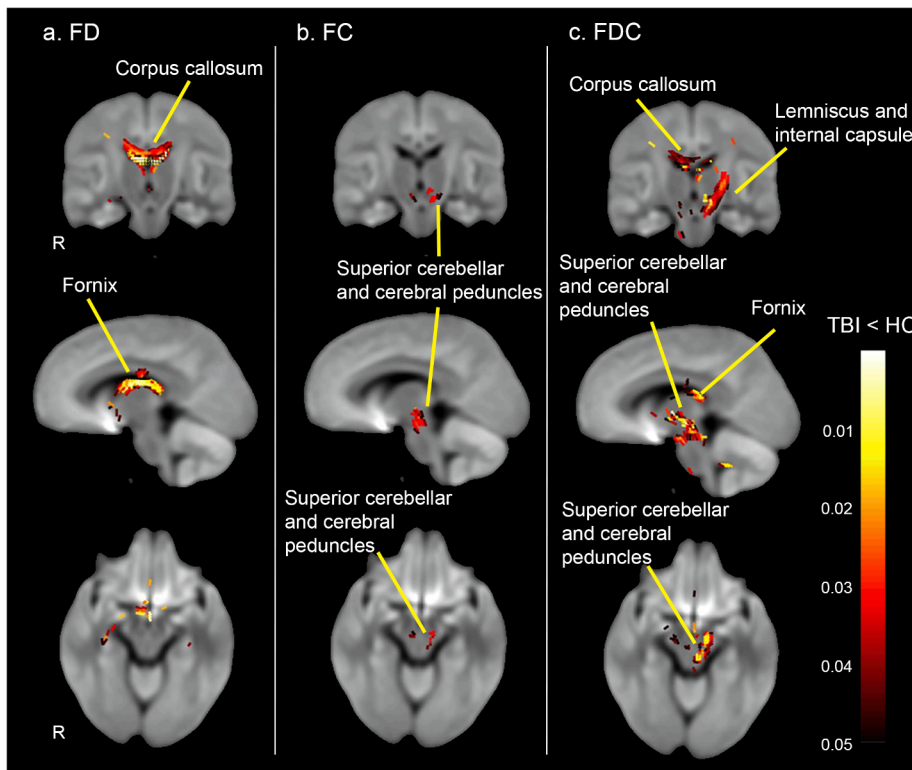 a. FD
Corpus callosum
R
Fornix
R
b. FC
Superior cerebellar
and cerebral peduncles
Superior cerebellar
and cerebral
peduncles
c. FDC
Corpus callosum
Lemniscus and
internal capsule
Superior cerebellar
and cerebral
peduncles
Fornix
Superior cerebellar
and cerebral
peduncles
TBI < HC
0.01
0.02
0.03
0.04
0.05